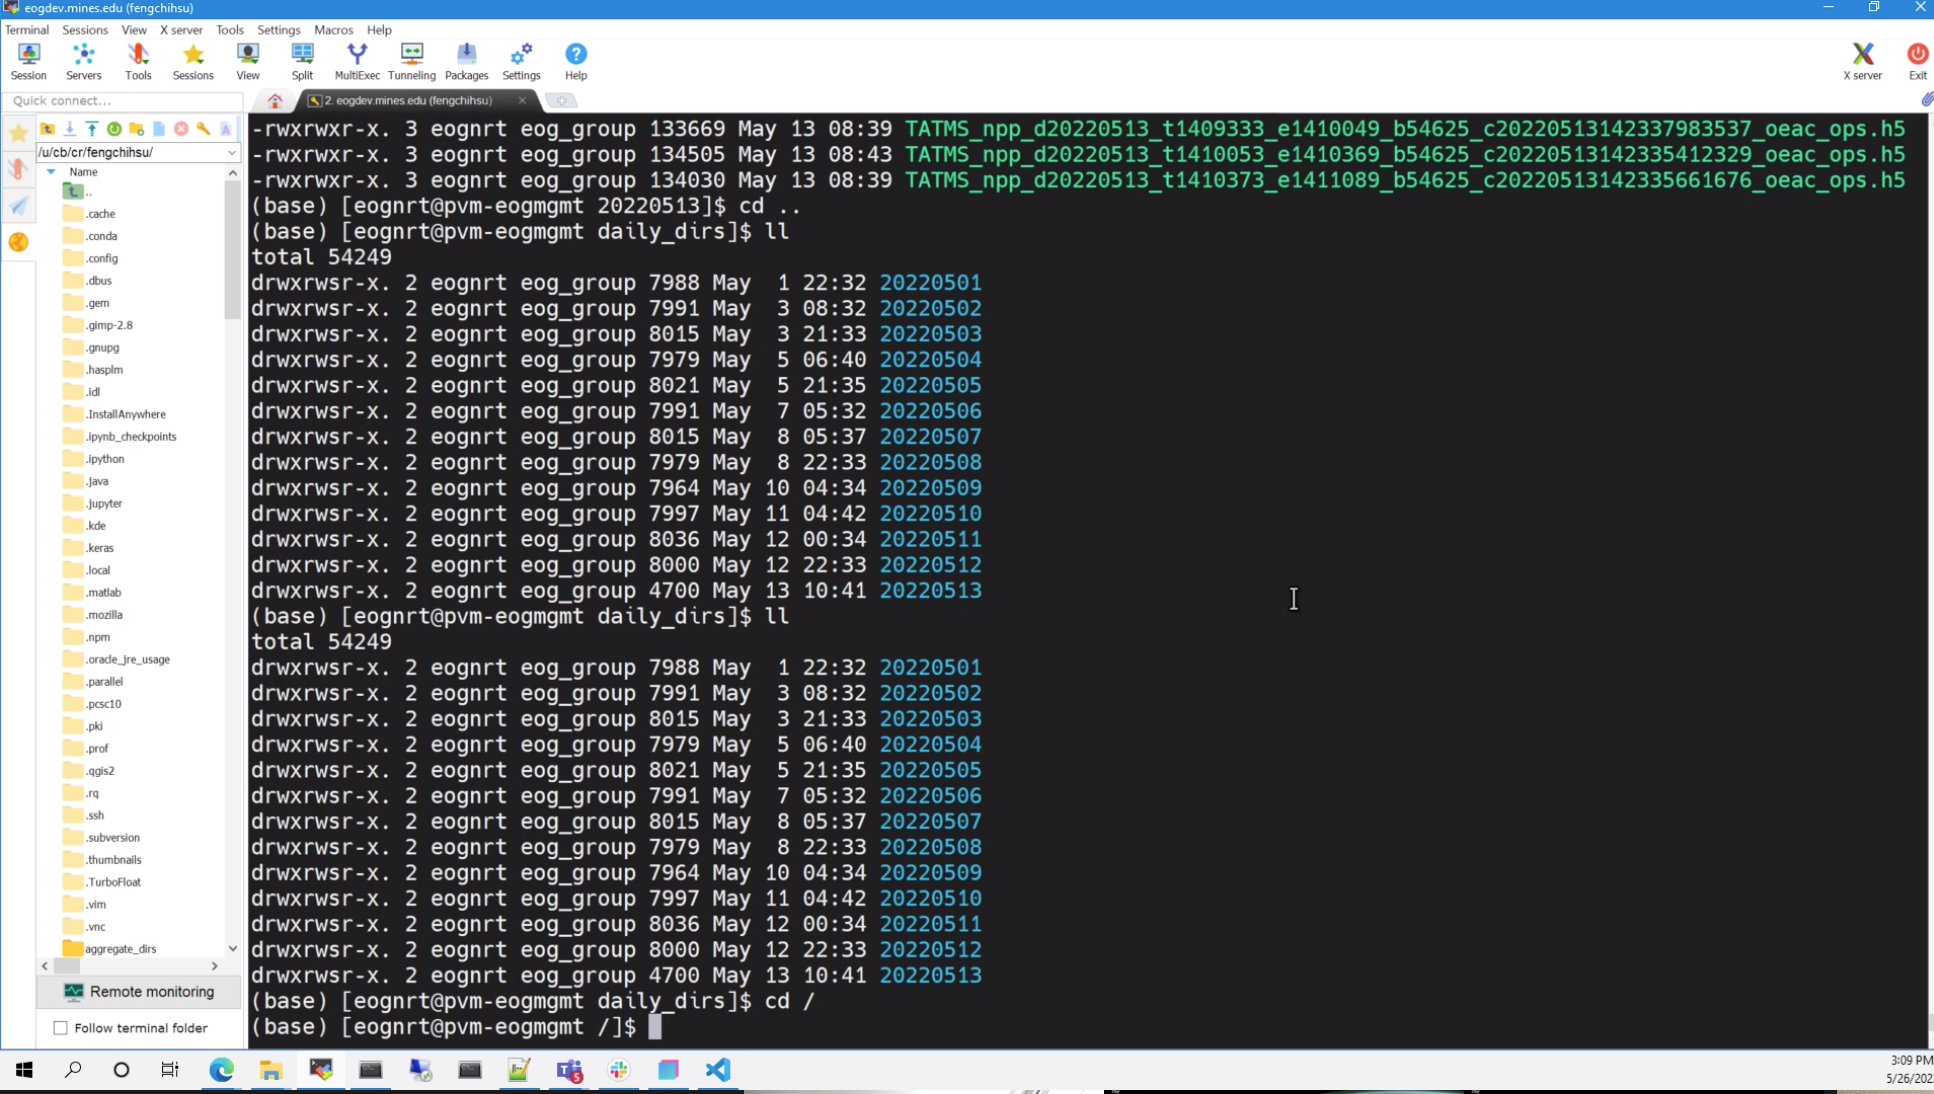 eogdev.mines.edu (fengchihsu)
Terminal Sessions View X server Tools Settings Macros Help
Session Servers Tools Sessions View Split MultiExec Tunneling Packages Settings Help X server Exit
Quick connect...
2. eogdev.mines.edu (fengchihsu)
/u/cb/cr/fengchihsu/
Name
..
.cache
.conda
.config
.dbus
.gem
.gimp-2.8
.gnupg
.hasplm
.idl
.InstallAnywhere
.ipynb_checkpoints
.ipython
.java
.jupyter
.kde
.keras
.local
.matlab
.mozilla
.npm
.oracle_jre_usage
.parallel
.pcsc10
.pki
.prof
.qgis2
.rq
.ssh
.subversion
.thumbnails
.TurboFloat
.vim
.vnc
aggregate_dirs
Remote monitoring
Follow terminal folder
-rwxrwxr-x. 3 eognrt eog_group 133669 May 13 08:39 TATMS_npp_d20220513_t1409333_e1410049_b54625_c20220513142337983537_oeac_ops.h5
-rwxrwxr-x. 3 eognrt eog_group 134505 May 13 08:43 TATMS_npp_d20220513_t1410053_e1410369_b54625_c20220513142335412329_oeac_ops.h5
-rwxrwxr-x. 3 eognrt eog_group 134030 May 13 08:39 TATMS_npp_d20220513_t1410373_e1411089_b54625_c20220513142335661676_oeac_ops.h5
(base) [eognrt@pvm-eogmgmt 20220513]$ cd ..
(base) [eognrt@pvm-eogmgmt daily_dirs]$ ll
total 54249
drwxrwsr-x. 2 eognrt eog_group 7988 May  1 22:32 20220501
drwxrwsr-x. 2 eognrt eog_group 7991 May  3 08:32 20220502
drwxrwsr-x. 2 eognrt eog_group 8015 May  3 21:33 20220503
drwxrwsr-x. 2 eognrt eog_group 7979 May  5 06:40 20220504
drwxrwsr-x. 2 eognrt eog_group 8021 May  5 21:35 20220505
drwxrwsr-x. 2 eognrt eog_group 7991 May  7 05:32 20220506
drwxrwsr-x. 2 eognrt eog_group 8015 May  8 05:37 20220507
drwxrwsr-x. 2 eognrt eog_group 7979 May  8 22:33 20220508
drwxrwsr-x. 2 eognrt eog_group 7964 May 10 04:34 20220509
drwxrwsr-x. 2 eognrt eog_group 7997 May 11 04:42 20220510
drwxrwsr-x. 2 eognrt eog_group 8036 May 12 00:34 20220511
drwxrwsr-x. 2 eognrt eog_group 8000 May 12 22:33 20220512
drwxrwsr-x. 2 eognrt eog_group 4700 May 13 10:41 20220513
(base) [eognrt@pvm-eogmgmt daily_dirs]$ ll
total 54249
drwxrwsr-x. 2 eognrt eog_group 7988 May  1 22:32 20220501
drwxrwsr-x. 2 eognrt eog_group 7991 May  3 08:32 20220502
drwxrwsr-x. 2 eognrt eog_group 8015 May  3 21:33 20220503
drwxrwsr-x. 2 eognrt eog_group 7979 May  5 06:40 20220504
drwxrwsr-x. 2 eognrt eog_group 8021 May  5 21:35 20220505
drwxrwsr-x. 2 eognrt eog_group 7991 May  7 05:32 20220506
drwxrwsr-x. 2 eognrt eog_group 8015 May  8 05:37 20220507
drwxrwsr-x. 2 eognrt eog_group 7979 May  8 22:33 20220508
drwxrwsr-x. 2 eognrt eog_group 7964 May 10 04:34 20220509
drwxrwsr-x. 2 eognrt eog_group 7997 May 11 04:42 20220510
drwxrwsr-x. 2 eognrt eog_group 8036 May 12 00:34 20220511
drwxrwsr-x. 2 eognrt eog_group 8000 May 12 22:33 20220512
drwxrwsr-x. 2 eognrt eog_group 4700 May 13 10:41 20220513
(base) [eognrt@pvm-eogmgmt daily_dirs]$ cd /
(base) [eognrt@pvm-eogmgmt /]$
3:09 PM
5/26/202